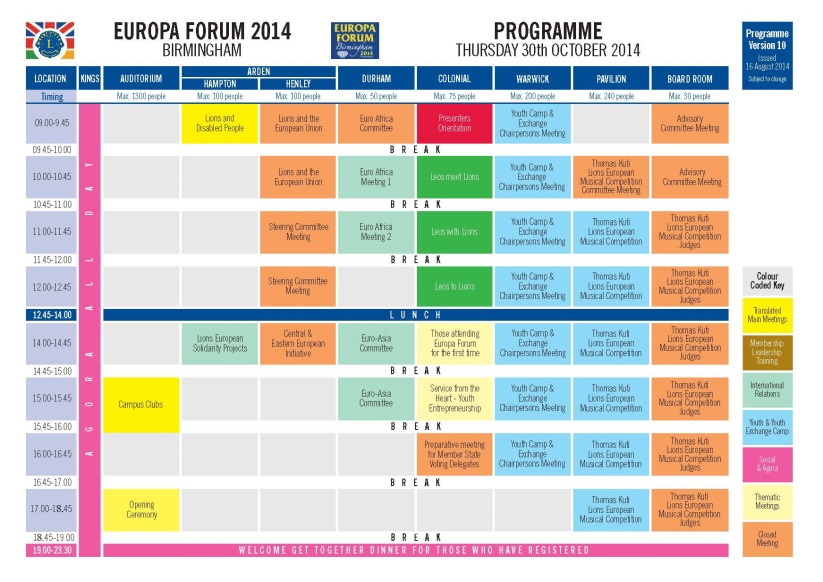 EUROPA FORUM 2014
BIRMINGHAM
EUROPA
FORUM
Birmingham
2014
PROGRAMME
THURSDAY 30th OCTOBER 2014
Programme
Version 10
Issued
16 August 2014
Subject to change
LOCATION KINGS AUDITORIUM ARDEN DURHAM COLONIAL WARWICK PAVILION BOARD ROOM
HAMPTON HENLEY
Timing Max. 1300 people Max. 100 people Max. 100 people Max. 50 people Max. 75 people Max. 200 people Max. 240 people Max. 30 people
AGORA ALL DAY
09.00-9.45
Lions and
Disabled People
Lions and the
European Union
Euro Africa
Committee
Presenters
Orientation
Youth Camp &
Exchange
Chairpersons Meeting
Advisory
Committee Meeting
09.45-10.00 BREAK
10.00-10.45
Lions and the
European Union
Euro Africa
Meeting 1
Leos meet Lions
Youth Camp &
Exchange
Chairpersons Meeting
Thomas Kuti
Lions European
Musical Competition
Committee Meeting
Advisory
Committee Meeting
10.45-11.00 BREAK
11.00-11.45
Steering Committee
Meeting
Euro Africa
Meeting 2
Leos with Lions
Youth Camp &
Exchange
Chairpersons Meeting
Thomas Kuti
Lions European
Musical Competition
Thomas Kuti
Lions European
Musical Competition
Judges
11.45-12.00 BREAK
12.00-12.45
Steering Committee
Meeting
Leos to Lions
Youth Camp &
Exchange
Chairpersons Meeting
Thomas Kuti
Lions European
Musical Competition
Thomas Kuti
Lions European
Musical Competition
Judges
12.45-14.00 LUNCH
14.00-14.45
Lions European
Solidarity Projects
Central &
Eastern European
Initiative
Euro-Asia
Committee
Those attending
Europa Forum
for the first time
Youth Camp &
Exchange
Chairpersons Meeting
Thomas Kuti
Lions European
Musical Competition
Thomas Kuti
Lions European
Musical Competition
Judges
14.45-15.00 BREAK
15.00-15.45
Campus Clubs
Euro-Asia
Committee
Service from the
Heart - Youth
Entrepreneurship
Youth Camp &
Exchange
Chairpersons Meeting
Thomas Kuti
Lions European
Musical Competition
Thomas Kuti
Lions European
Musical Competition
Judges
15.45-16.00 BREAK
16.00-16.45
Preparative meeting
for Member State
Voting Delegates
Youth Camp &
Exchange
Chairpersons Meeting
Thomas Kuti
Lions European
Musical Competition
Thomas Kuti
Lions European
Musical Competition
Judges
16.45-17.00 BREAK
17.00-18.45
Opening
Ceremony
Thomas Kuti
Lions European
Musical Competition
Thomas Kuti
Lions European
Musical Competition
Judges
18.45-19.00 BREAK
19.00-23.30 WELCOME GET TOGETHER DINNER FOR THOSE WHO HAVE REGISTERED
Colour
Coded Key
Translated
Main Meetings
Membership
Leadership
Training
International
Relations
Youth & Youth
Exchange Camp
Social
& Agora
Thematic
Meetings
Closed
Meeting